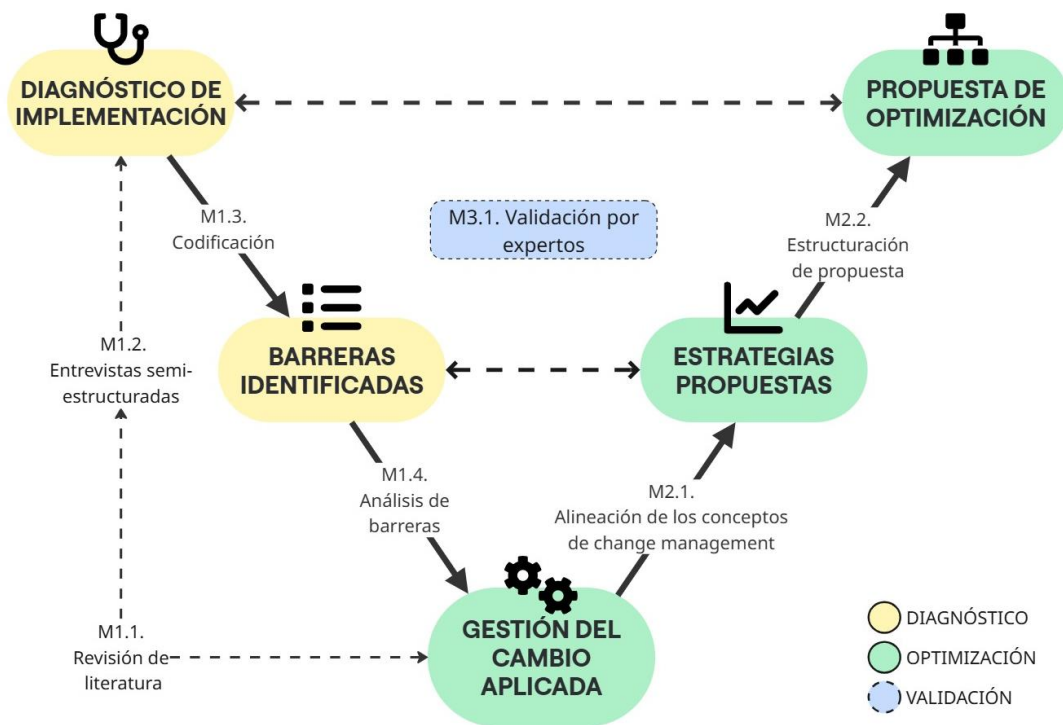 DIAGNÓSTICO DE
IMPLEMENTACIÓN
PROPUESTA DE
OPTIMIZACIÓN
M1.3.
Codificación
M3.1. Validación por
expertos
M2.2.
Estructuración
de propuesta
M1.2.
Entrevistas semi-
estructuradas
BARRERAS
IDENTIFICADAS
ESTRATEGIAS
PROPUESTAS
M1.4.
Análisis de
barreras
M2.1.
Alineación de los conceptos
de change management
M1.1.
Revisión de
literatura
GESTIÓN DEL
CAMBIO
APLICADA
DIAGNÓSTICO
OPTIMIZACIÓN
VALIDACIÓN